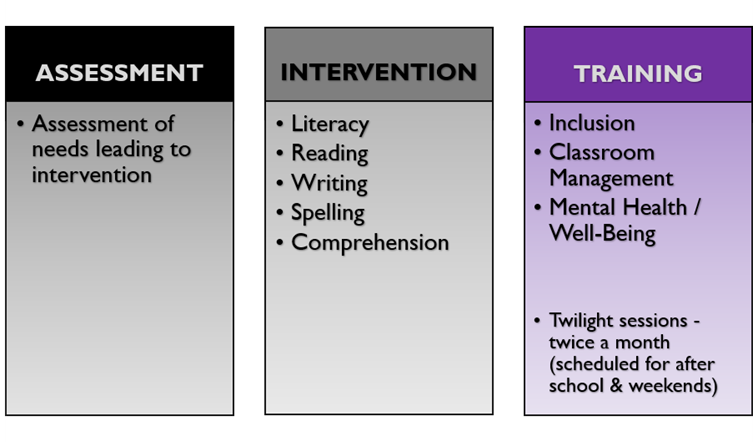 ASSESSMENT
• Assessment of
needs leading to
intervention
INTERVENTION
• Literacy
• Reading
• Writing
• Spelling
• Comprehension
TRAINING
• Inclusion
• Classroom
Management
• Mental Health /
Well-Being
• Twilight sessions -
twice a month
(scheduled for after
school & weekends)